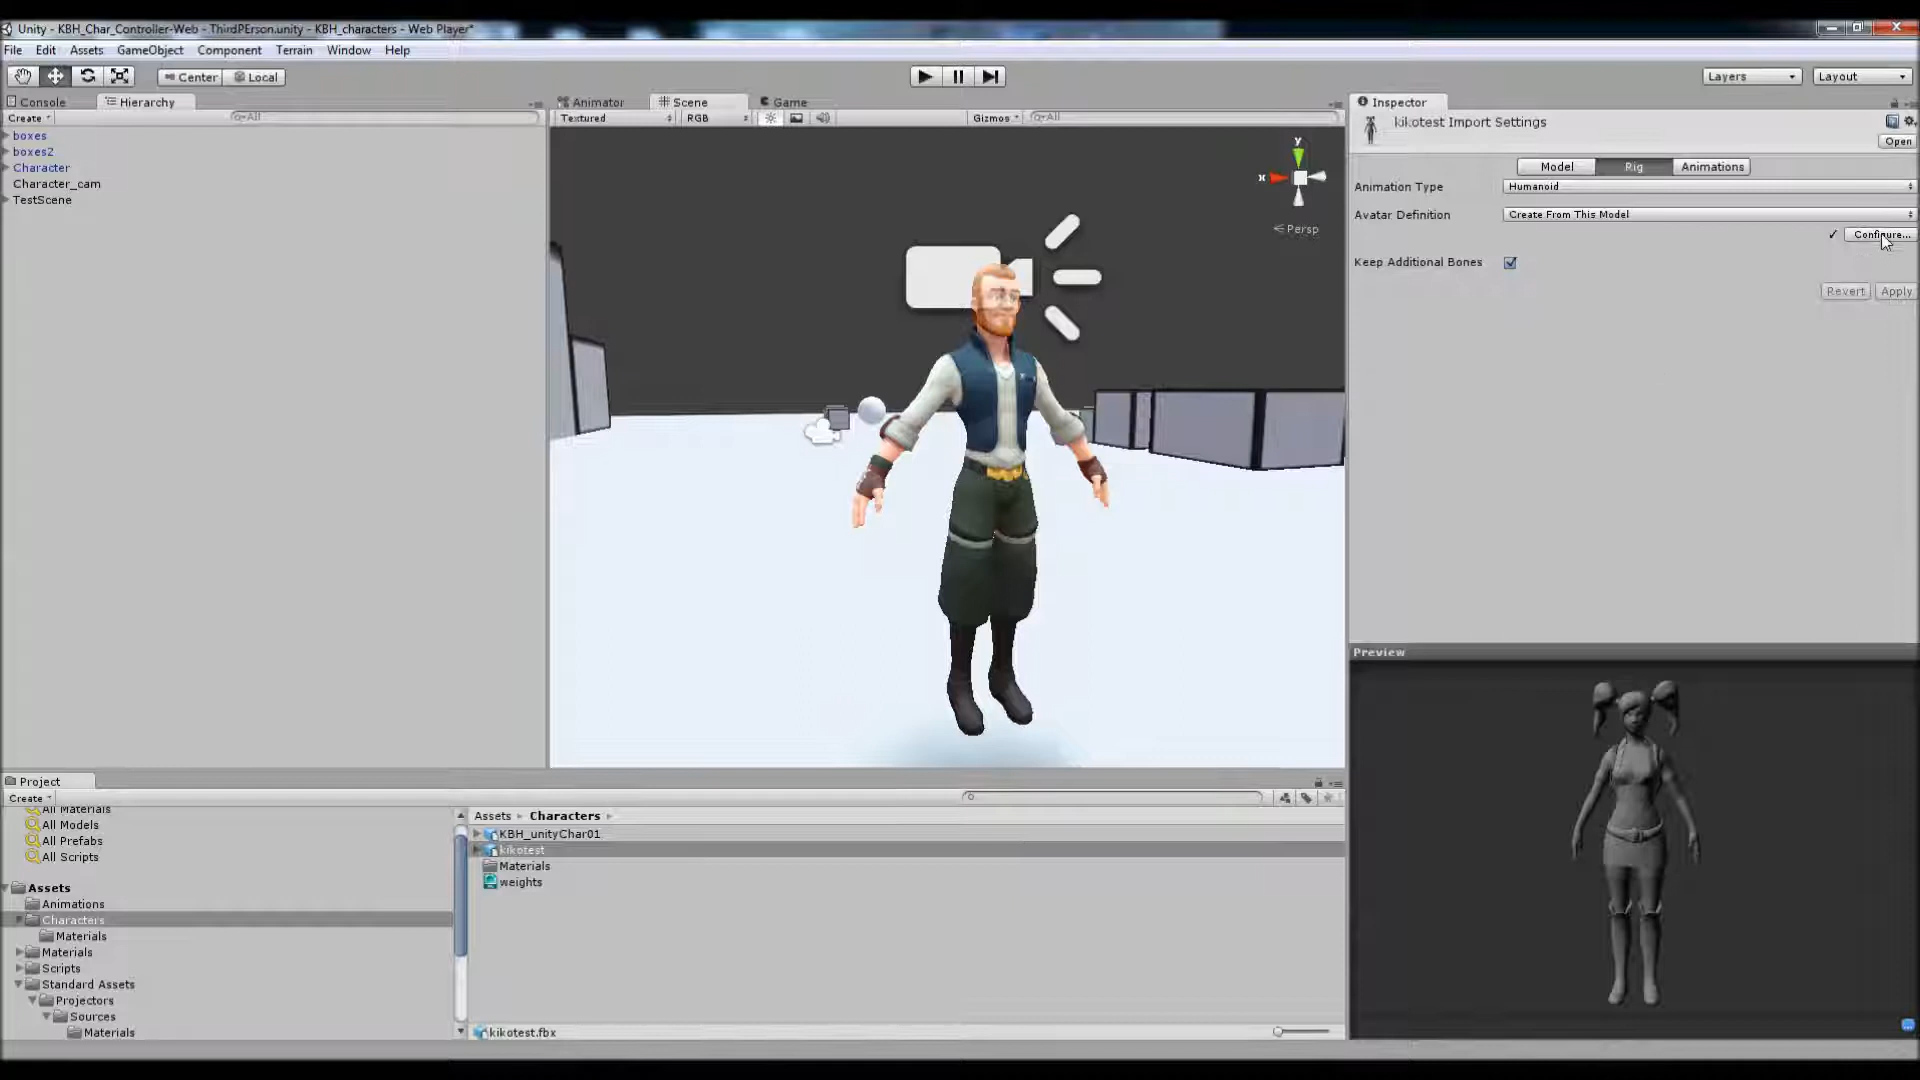 Unity - KBH_Char_Controller-Web - ThirdPErson.unity - KBH_characters - Web Player*
File Edit Assets GameObject Component Terrain Window Help
Center Local Layers Layout
Console Hierarchy Animator Scene Game Inspector
Create All Textured RGB Gizmos All
kikotest Import Settings
Open
boxes
boxes2
Character
Character_cam
TestScene
Model Rig Animations
Animation Type Humanoid
Avatar Definition Create From This Model
✓ Configure...
Keep Additional Bones
Revert Apply
y
x
Persp
Preview
Project
Create
All Materials
All Models
All Prefabs
All Scripts
Assets
Animations
Characters
Materials
Materials
Scripts
Standard Assets
Projectors
Sources
Materials
Assets Characters
KBH_unityChar01
kikotest
Materials
weights
kikotest.fbx